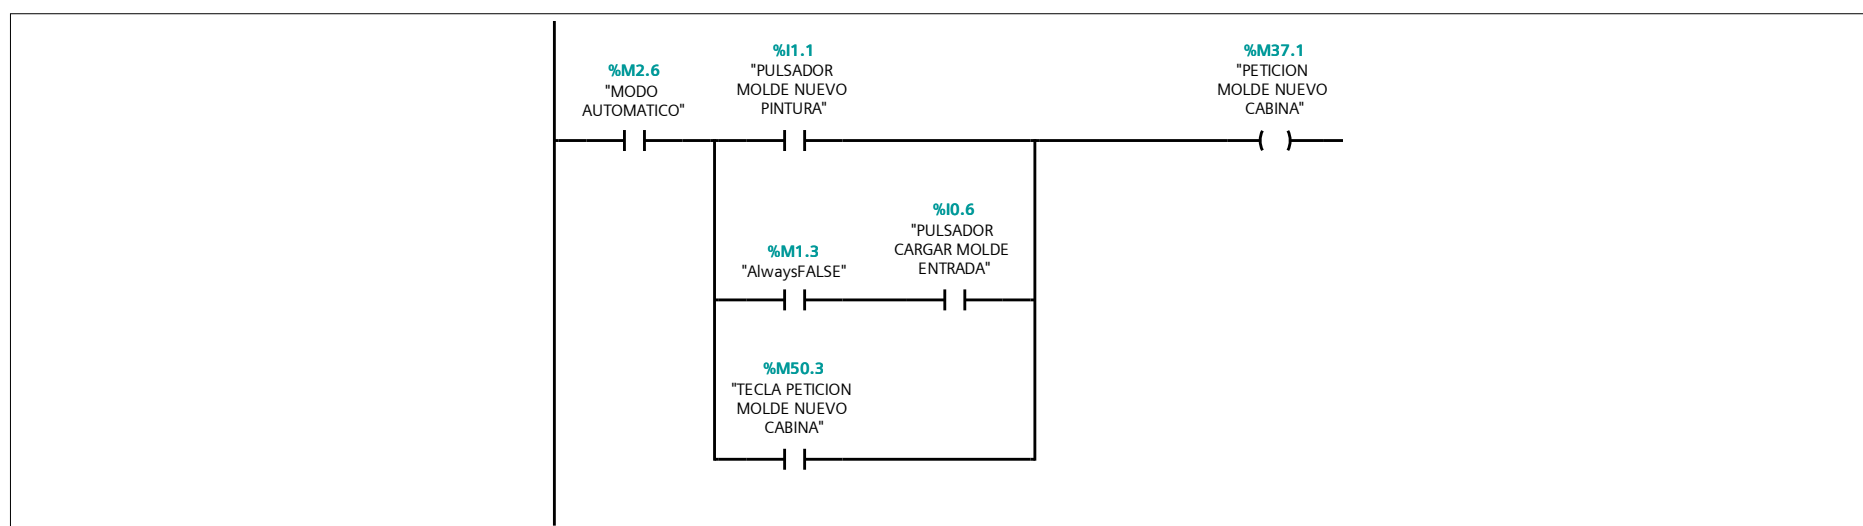 %M2.6
"MODO
AUTOMATICO"
%I1.1
"PULSADOR
MOLDE NUEVO
PINTURA"
%M37.1
"PETICION
MOLDE NUEVO
CABINA"
%M1.3
"AlwaysFALSE"
%I0.6
"PULSADOR
CARGAR MOLDE
ENTRADA"
%M50.3
"TECLA PETICION
MOLDE NUEVO
CABINA"